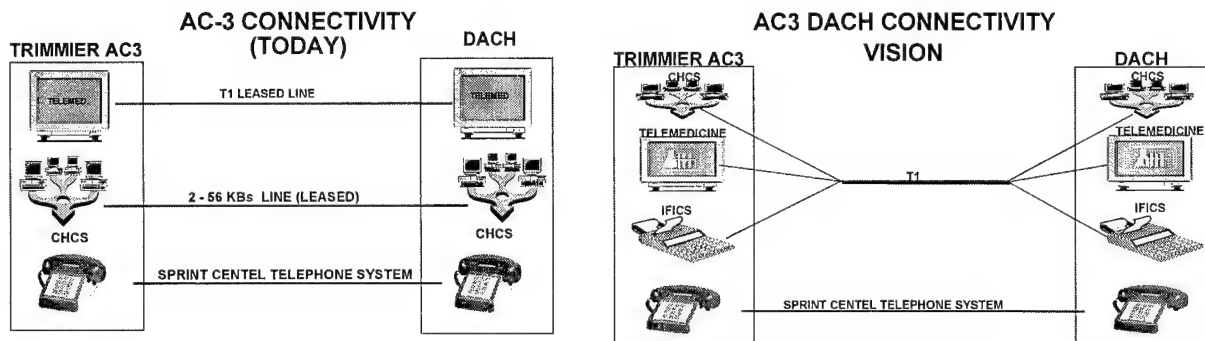 AC-3 CONNECTIVITY
(TODAY)
TRIMMIER AC3
DACH
TELEMED
T1 LEASED LINE
TELEMED
2 - 56 KBs LINE (LEASED)
CHCS
CHCS
SPRINT CENTEL TELEPHONE SYSTEM
AC3 DACH CONNECTIVITY
VISION
TRIMMIER AC3
DACH
CHCS
CHCS
TELEMEDICINE
TELEMEDICINE
T1
IFICS
IFICS
SPRINT CENTEL TELEPHONE SYSTEM